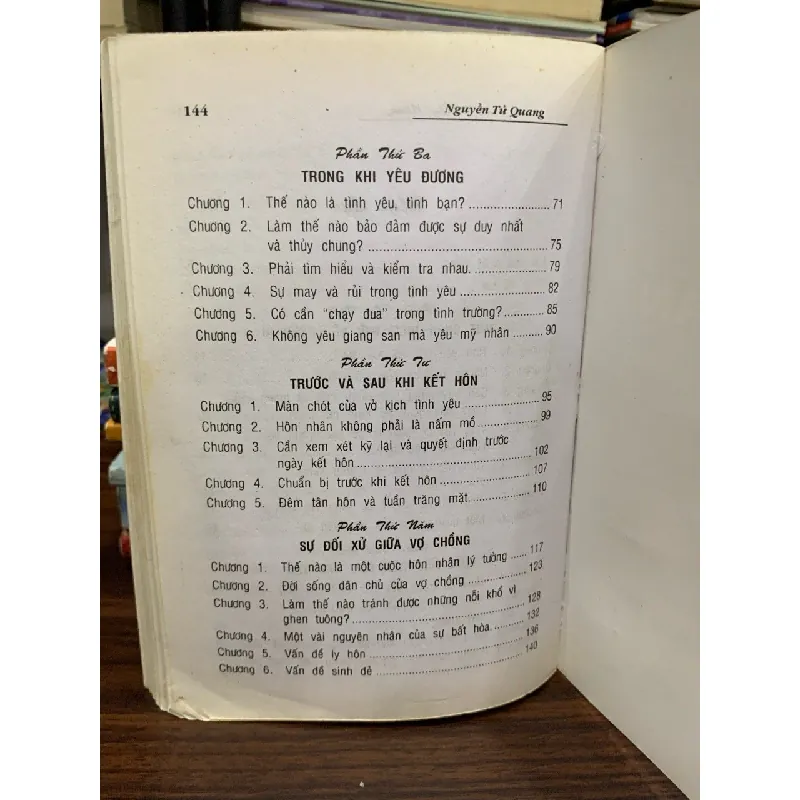 144 Nguyễn Tử Quang
Phần Thứ Ba
TRONG KHI YÊU ĐƯƠNG
Chương 1. Thế nào là tình yêu, tình bạn? .................... 71
Chương 2. Làm thế nào bảo đảm được sự duy nhất
và thủy chung? .................................... 75
Chương 3. Phải tìm hiểu và kiểm tra nhau. ............... 79
Chương 4. Sự may và rủi trong tình yêu .................. 82
Chương 5. Có cần "chạy đua" trong tình trường? ........... 85
Chương 6. Không yêu giang san mà yêu mỹ nhân ......... 90
Phần Thứ Tư
TRƯỚC VÀ SAU KHI KẾT HÔN
Chương 1. Màn chót của vở kịch tình yêu .................. 95
Chương 2. Hôn nhân không phải là nấm mồ ............... 99
Chương 3. Cần xem xét kỹ lại và quyết định trước
ngày kết hôn ....................................... 102
Chương 4. Chuẩn bị trước khi kết hôn ..................... 107
Chương 5. Đêm tân hôn và tuần trăng mật. ............... 110
Phần Thứ Năm
SỰ ĐỐI XỬ GIỮA VỢ CHỒNG
Chương 1. Thế nào là một cuộc hôn nhân lý tưởng ...... 117
Chương 2. Đời sống dân chủ của vợ chồng ............... 123
Chương 3. Làm thế nào tránh được những nỗi khổ vì
ghen tuông? ....................................... 128
Chương 4. Một vài nguyên nhân của sự bất hòa. ......... 132
Chương 5. Vấn đề ly hôn .................................... 136
Chương 6. Vấn đề sinh đẻ .................................... 140